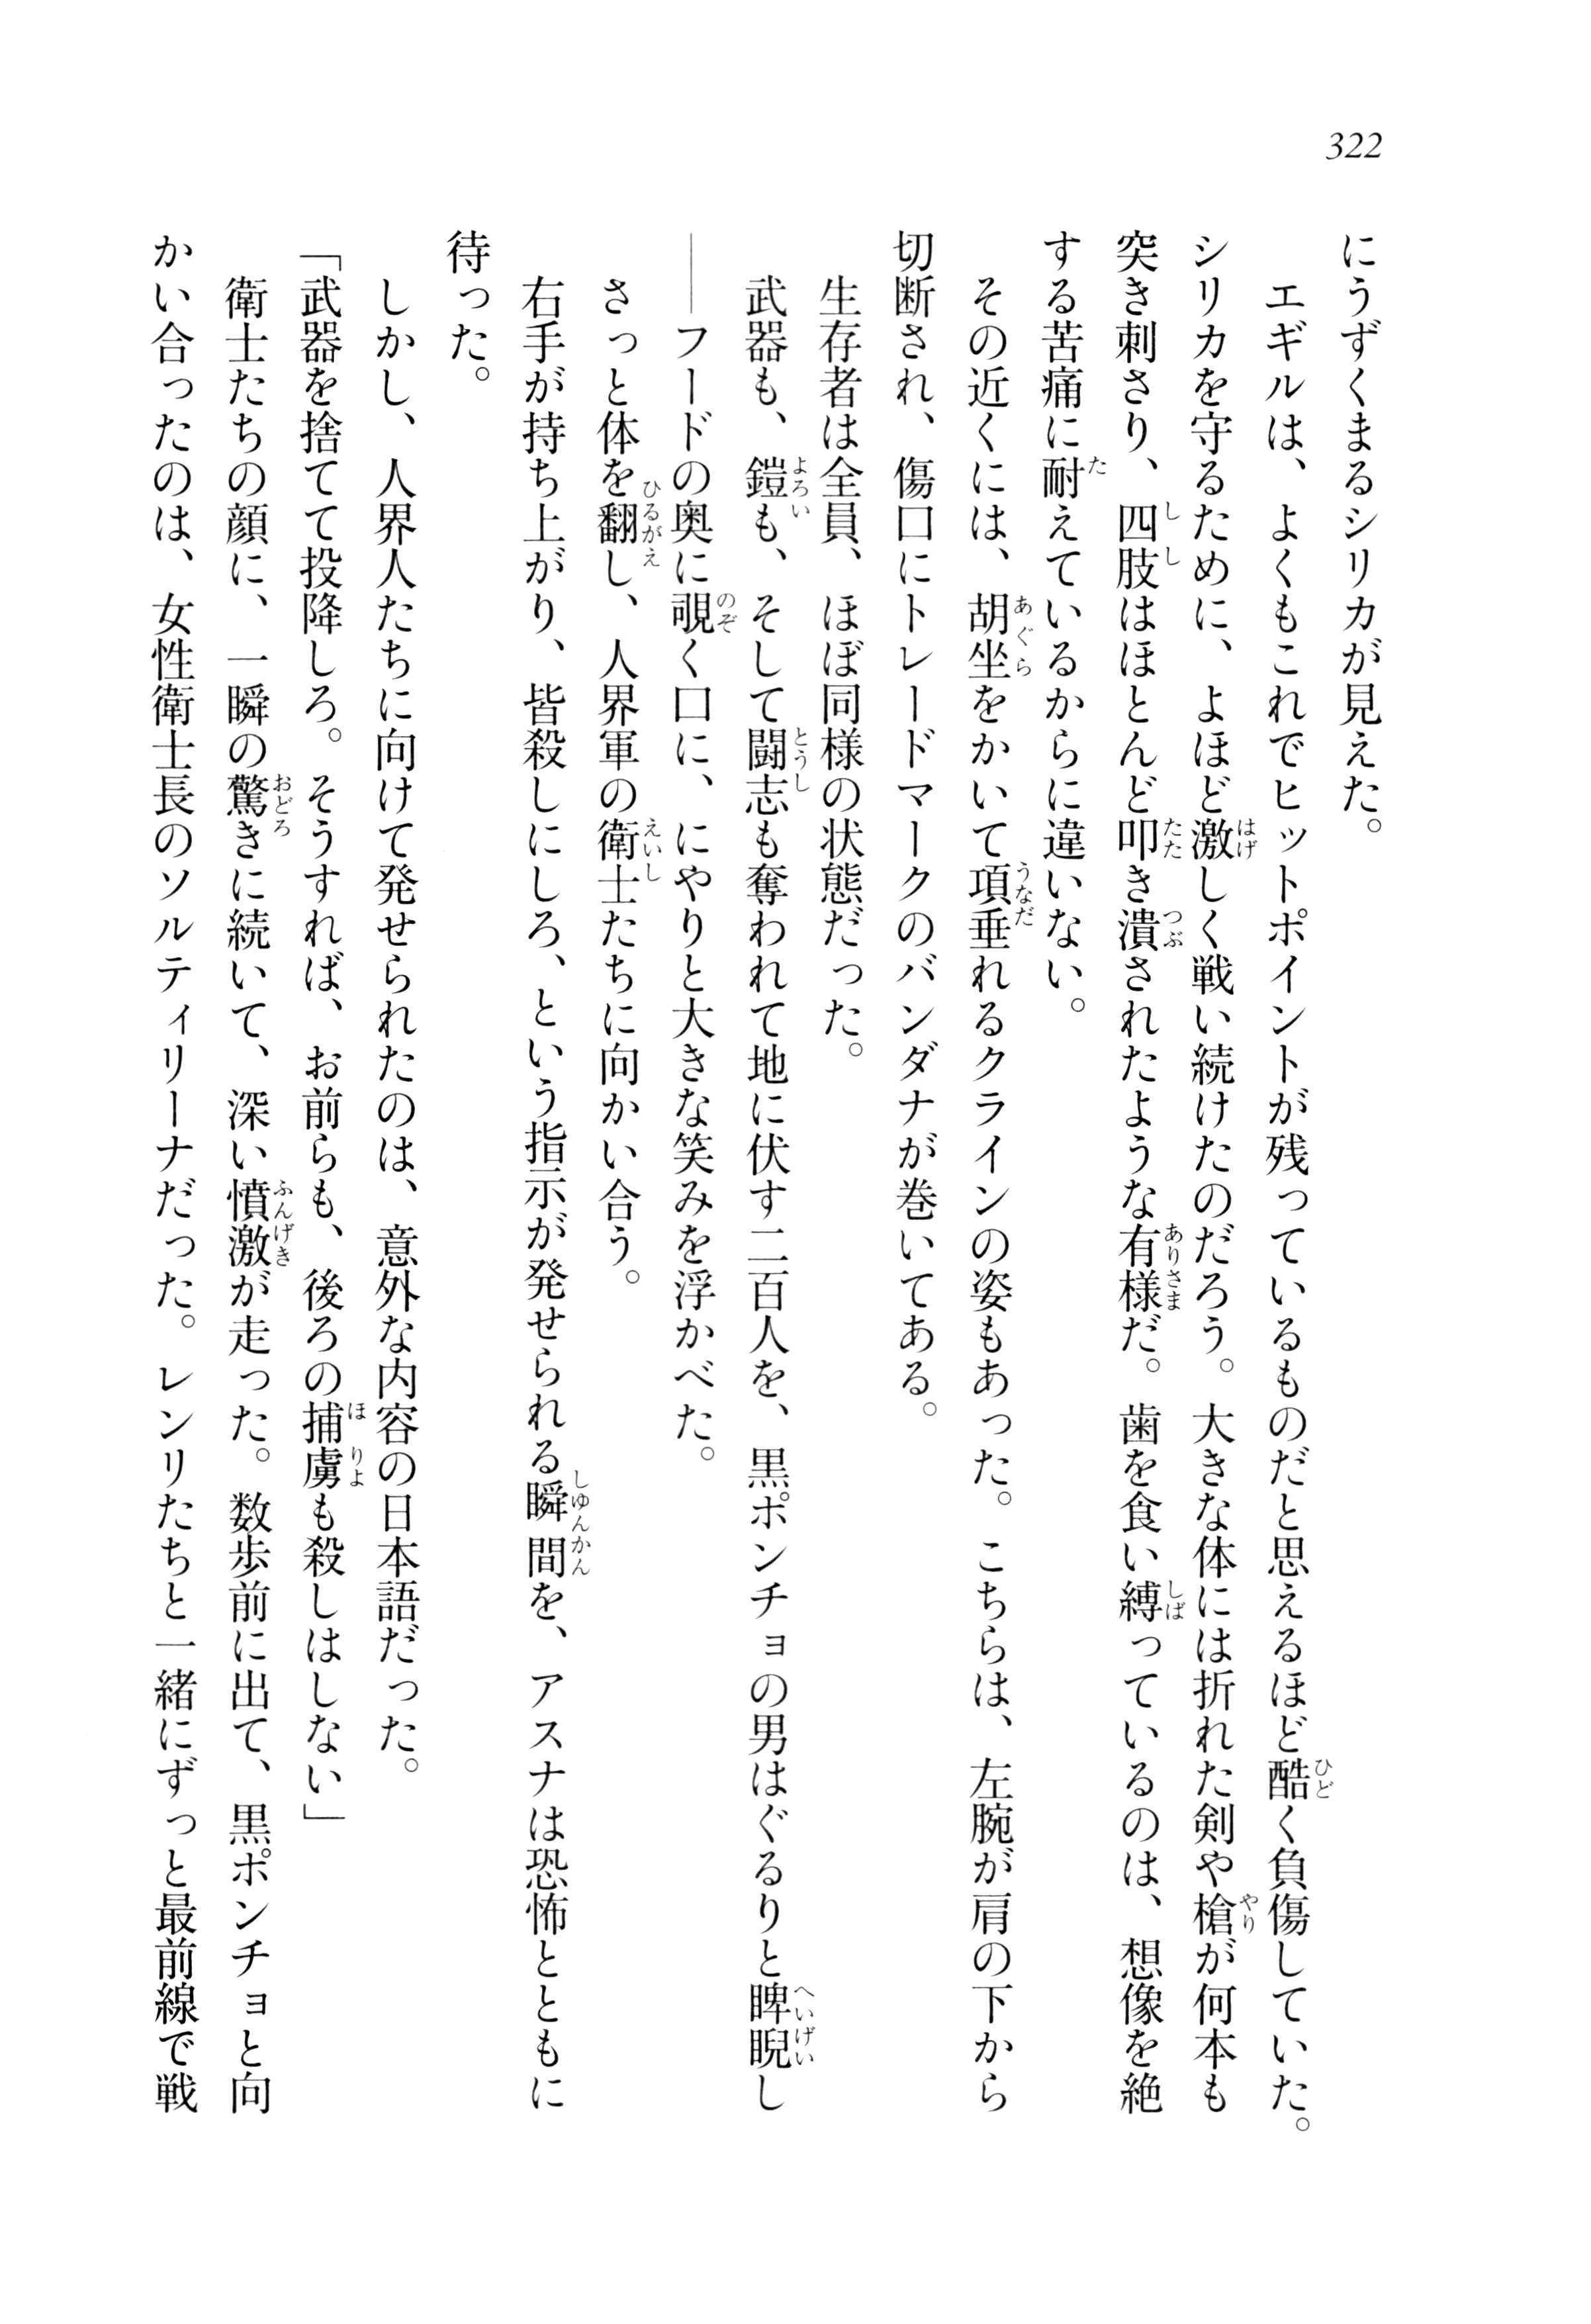 322
にうずくまるシリカが見えた。
エギルは、よくもこれでヒットポイントが残っているものだと思えるほど酷く負傷していた。
シリカを守るために、よほど激しく戦い続けたのだろう。大きな体には折れた剣や槍が何本も
突き刺さり、四肢はほとんど叩き潰されたような有様だ。歯を食い縛っているのは、想像を絶
する苦痛に耐えているからに違いない。
その近くには、胡坐をかいて項垂れるクラインの姿もあった。こちらは、左腕が肩の下から
切断され、傷口にトレードマークのバンダナが巻いてある。
生存者は全員、ほぼ同様の状態だった。
武器も、鎧も、そして闘志も奪われて地に伏す二百人を、黒ポンチョの男はぐるりと睥睨し
――フードの奥に覗く口に、にやりと大きな笑みを浮かべた。
さっと体を翻し、人界軍の衛士たちに向かい合う。
右手が持ち上がり、皆殺しにしろ、という指示が発せられる瞬間を、アスナは恐怖とともに
待った。
しかし、人界人たちに向けて発せられたのは、意外な内容の日本語だった。
「武器を捨てて投降しろ。そうすれば、お前らも、後ろの捕虜も殺しはしない」
衛士たちの顔に、一瞬の驚きに続いて、深い憤激が走った。数歩前に出て、黒ポンチョと向
かい合ったのは、女性衛士長のソルティリーナだった。レンリたちと一緒にずっと最前線で戦